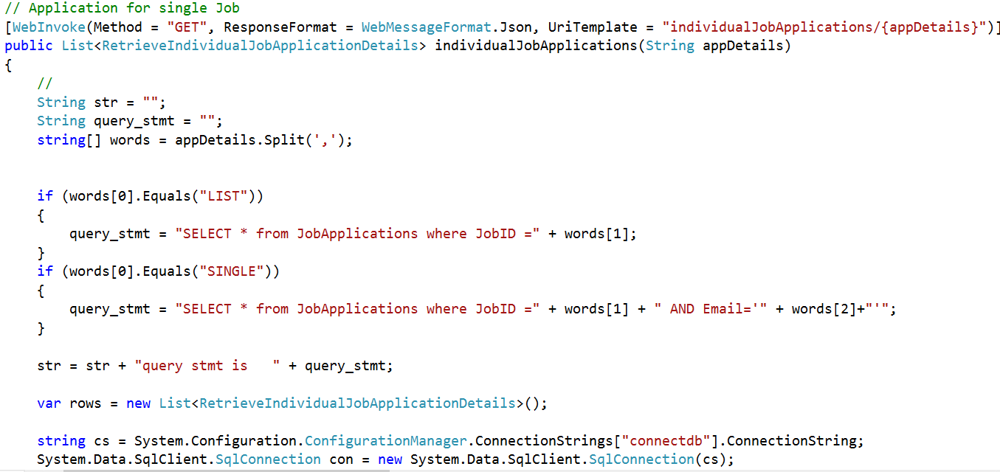 // Application for single Job
[WebInvoke(Method = "GET", ResponseFormat = WebMessageFormat.Json, UriTemplate = "individualJobApplications/{appDetails}")]
public List<RetrieveIndividualJobApplicationDetails> individualJobApplications(String appDetails)
{
    //
    String str = "";
    String query_stmt = "";
    string[] words = appDetails.Split(',');
    if (words[0].Equals("LIST"))
    {
        query_stmt = "SELECT * from JobApplications where JobID =" + words[1];
    }
    if (words[0].Equals("SINGLE"))
    {
        query_stmt = "SELECT * from JobApplications where JobID =" + words[1] + " AND Email='" + words[2]+"'";
    }
    str = str + "query stmt is   " + query_stmt;
    var rows = new List<RetrieveIndividualJobApplicationDetails>();
    string cs = System.Configuration.ConfigurationManager.ConnectionStrings["connectdb"].ConnectionString;
    System.Data.SqlClient.SqlConnection con = new System.Data.SqlClient.SqlConnection(cs);